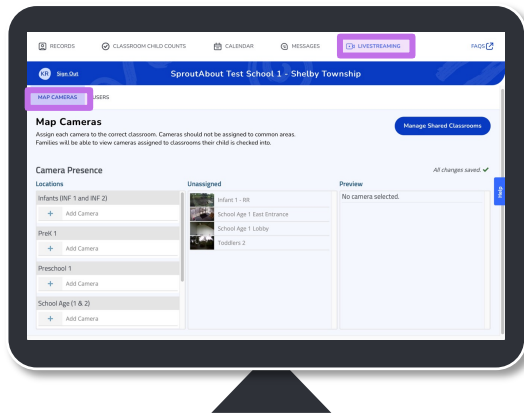 RECORDS
CLASSROOM CHILD COUNTS
CALENDAR
MESSAGES
LIVESTREAMING
FAQS
KR
Sign Out
SproutAbout Test School 1 - Shelby Township
MAP CAMERAS
USERS
Map Cameras
Assign each camera to the correct classroom. Cameras should not be assigned to common areas.
Families will be able to view cameras assigned to classrooms their child is checked into.
Manage Shared Classrooms
Camera Presence
All changes saved. ✔
Locations
Unassigned
Preview
Infants (INF 1 and INF 2)
+ Add Camera
PreK 1
+ Add Camera
Preschool 1
+ Add Camera
School Age (1 & 2)
+ Add Camera
Infant 1 - RR
School Age 1 East Entrance
School Age 1 Lobby
Toddlers 2
No camera selected.
Help